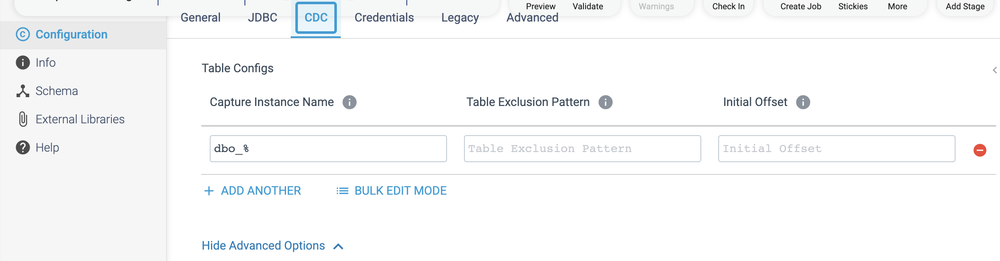 Preview Validate Warnings Check In Create Job Stickies More Add Stage
General JDBC CDC Credentials Legacy Advanced
Configuration
Info
Schema
External Libraries
Help
Table Configs
Capture Instance Name Table Exclusion Pattern Initial Offset
dbo_% Table Exclusion Pattern Initial Offset
ADD ANOTHER BULK EDIT MODE
Hide Advanced Options